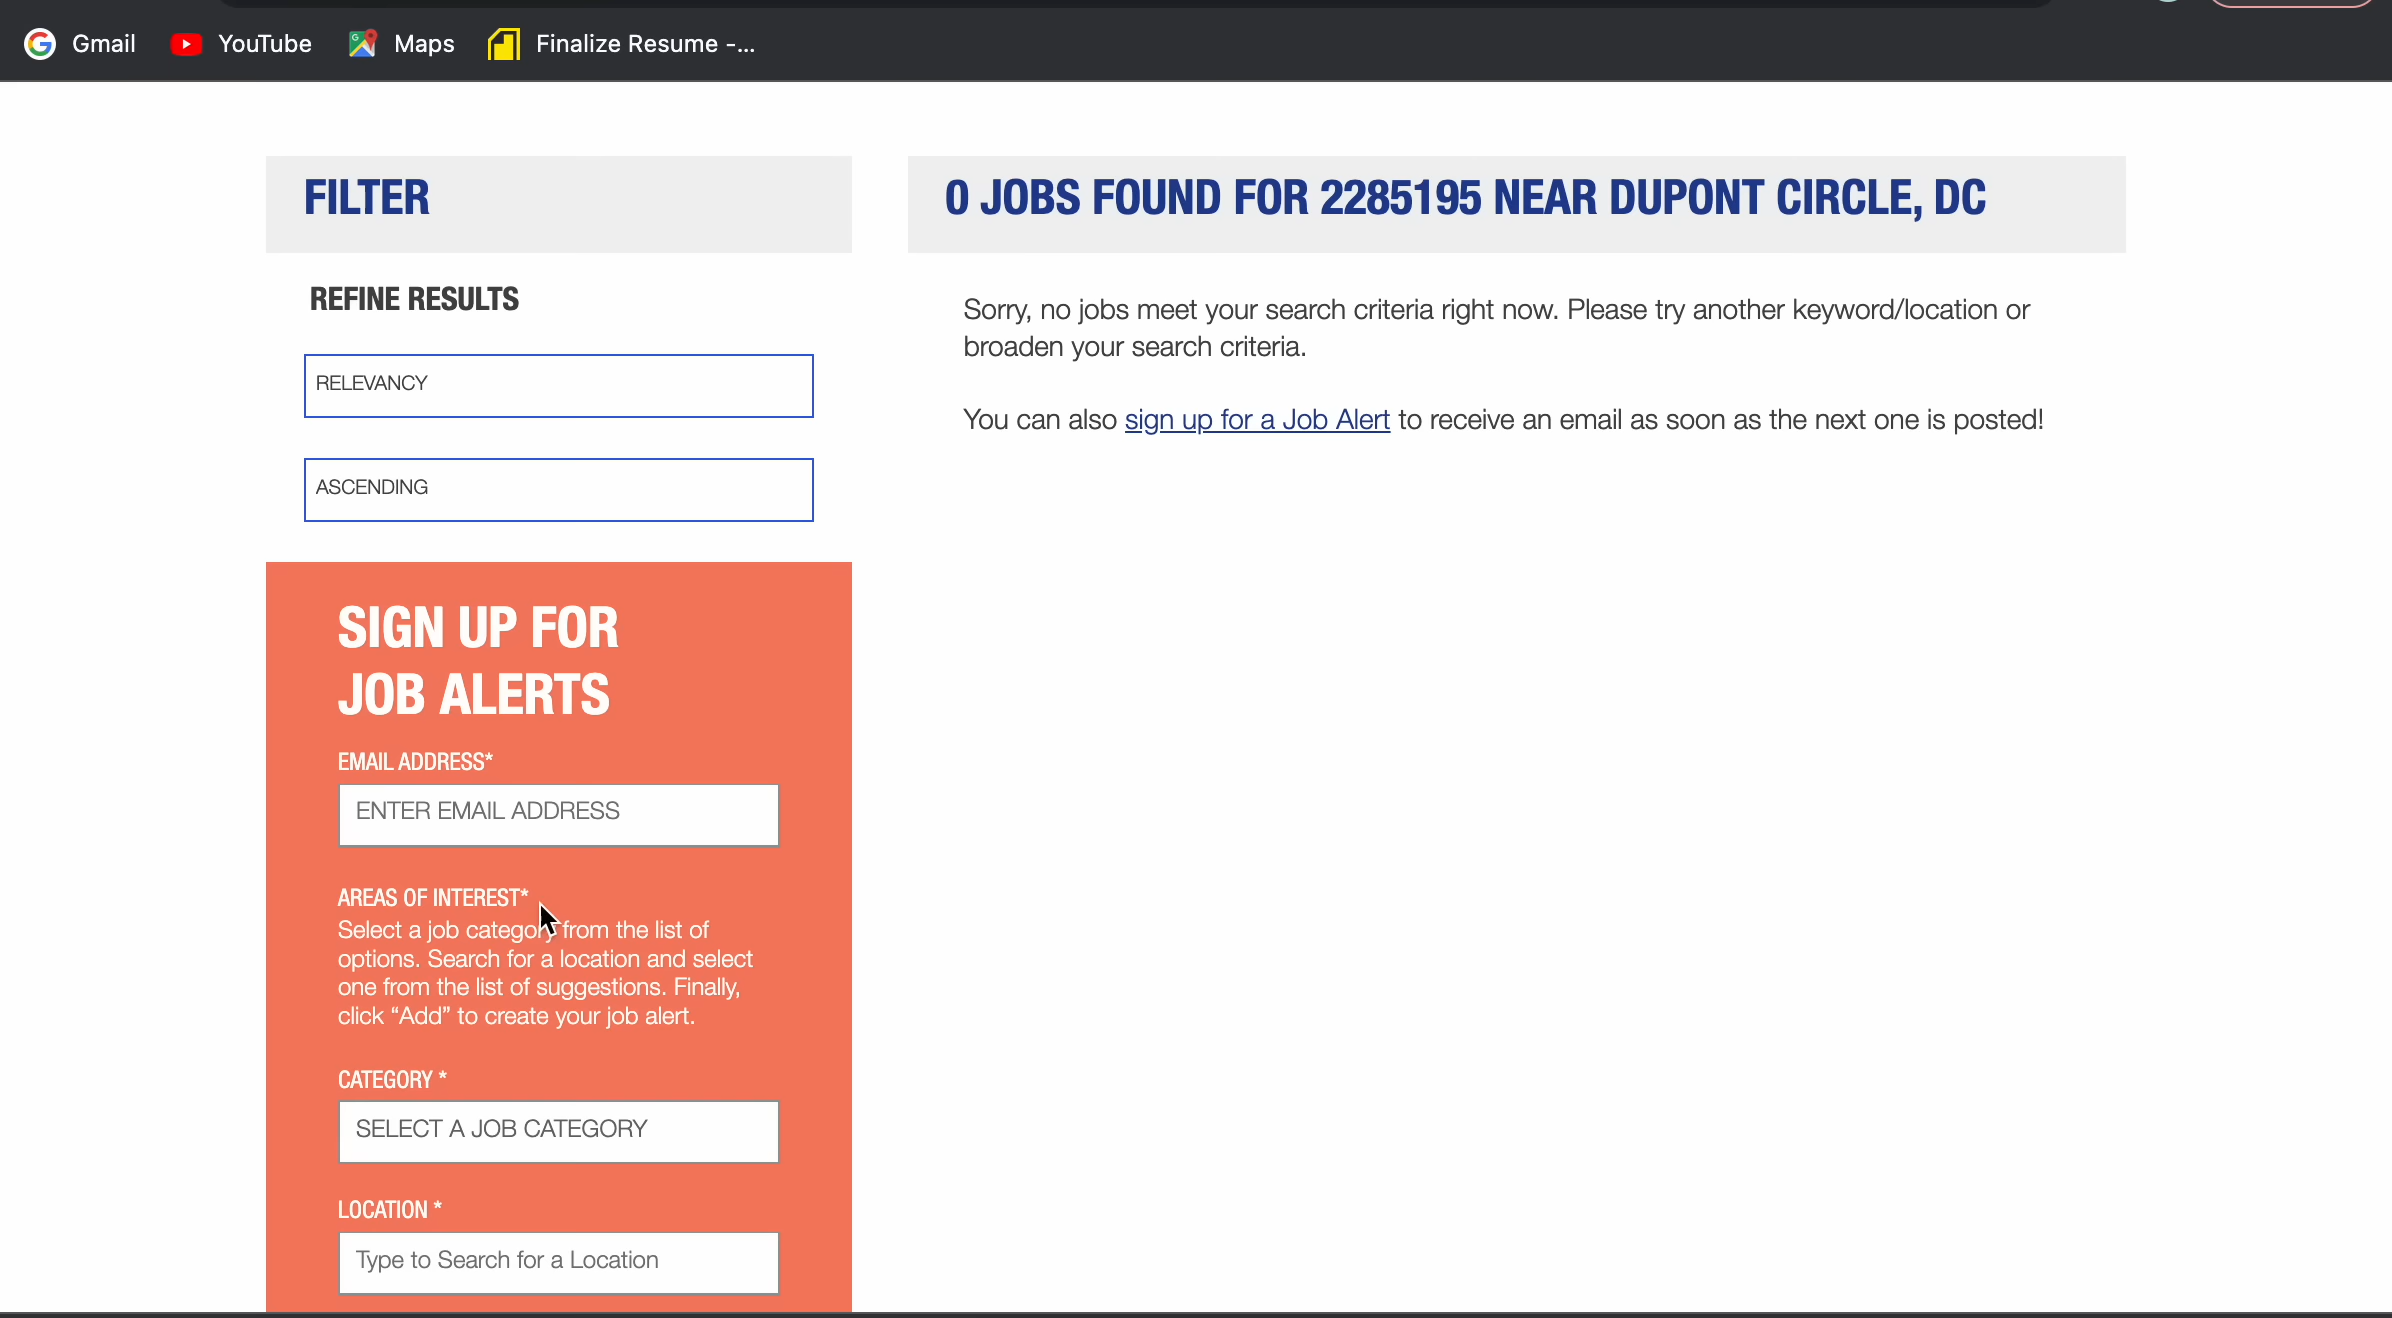 Gmail YouTube Maps Finalize Resume -...
FILTER
REFINE RESULTS
RELEVANCY
ASCENDING
SIGN UP FOR
JOB ALERTS
EMAIL ADDRESS*
ENTER EMAIL ADDRESS
AREAS OF INTEREST*
Select a job category from the list of
options. Search for a location and select
one from the list of suggestions. Finally,
click “Add” to create your job alert.
CATEGORY *
SELECT A JOB CATEGORY
LOCATION *
Type to Search for a Location
0 JOBS FOUND FOR 2285195 NEAR DUPONT CIRCLE, DC
Sorry, no jobs meet your search criteria right now. Please try another keyword/location or
broaden your search criteria.
You can also sign up for a Job Alert to receive an email as soon as the next one is posted!